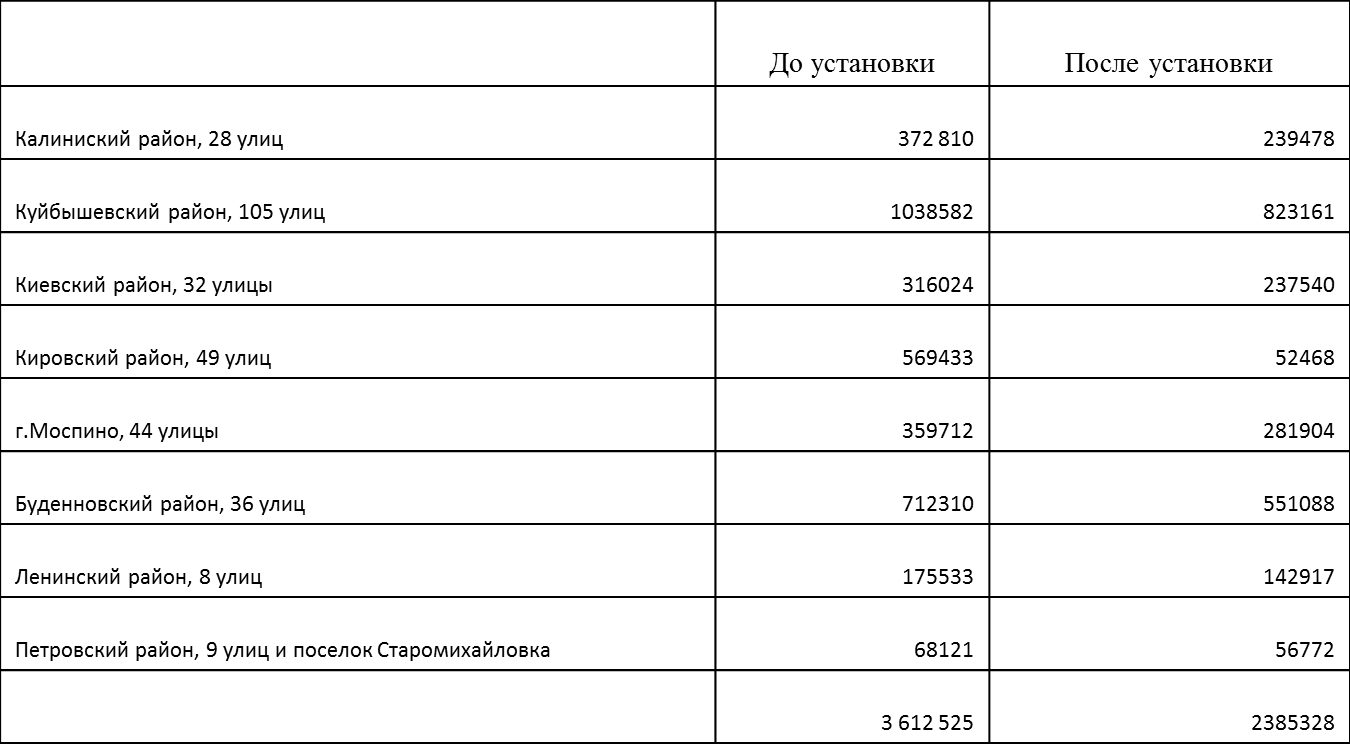 До установки После установки
Калиниский район, 28 улиц 372 810 239478
Куйбышевский район, 105 улиц 1038582 823161
Киевский район, 32 улицы 316024 237540
Кировский район, 49 улиц 569433 52468
г.Моспино, 44 улицы 359712 281904
Буденновский район, 36 улиц 712310 551088
Ленинский район, 8 улиц 175533 142917
Петровский район, 9 улиц и поселок Старомихайловка 68121 56772
3 612 525 2385328